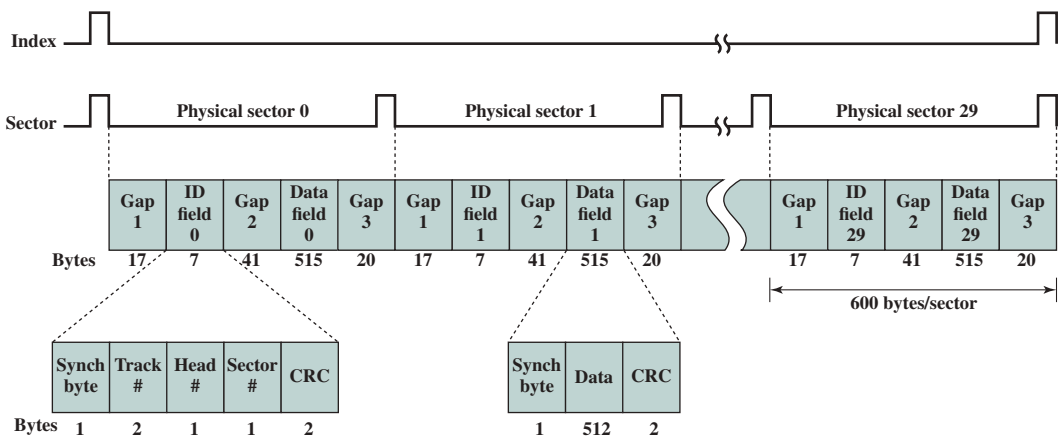 Index
Sector
Physical sector 0
Physical sector 1
Physical sector 29
Gap 1
ID field 0
Gap 2
Data field 0
Gap 3
Gap 1
ID field 1
Gap 2
Data field 1
Gap 3
Gap 1
ID field 29
Gap 2
Data field 29
Gap 3
Bytes 17 7 41 515 20 17 7 41 515 20 17 7 41 515 20
600 bytes/sector
Synch byte
Track #
Head #
Sector #
CRC
Bytes 1 2 1 1 2
Synch byte
Data
CRC
1 512 2